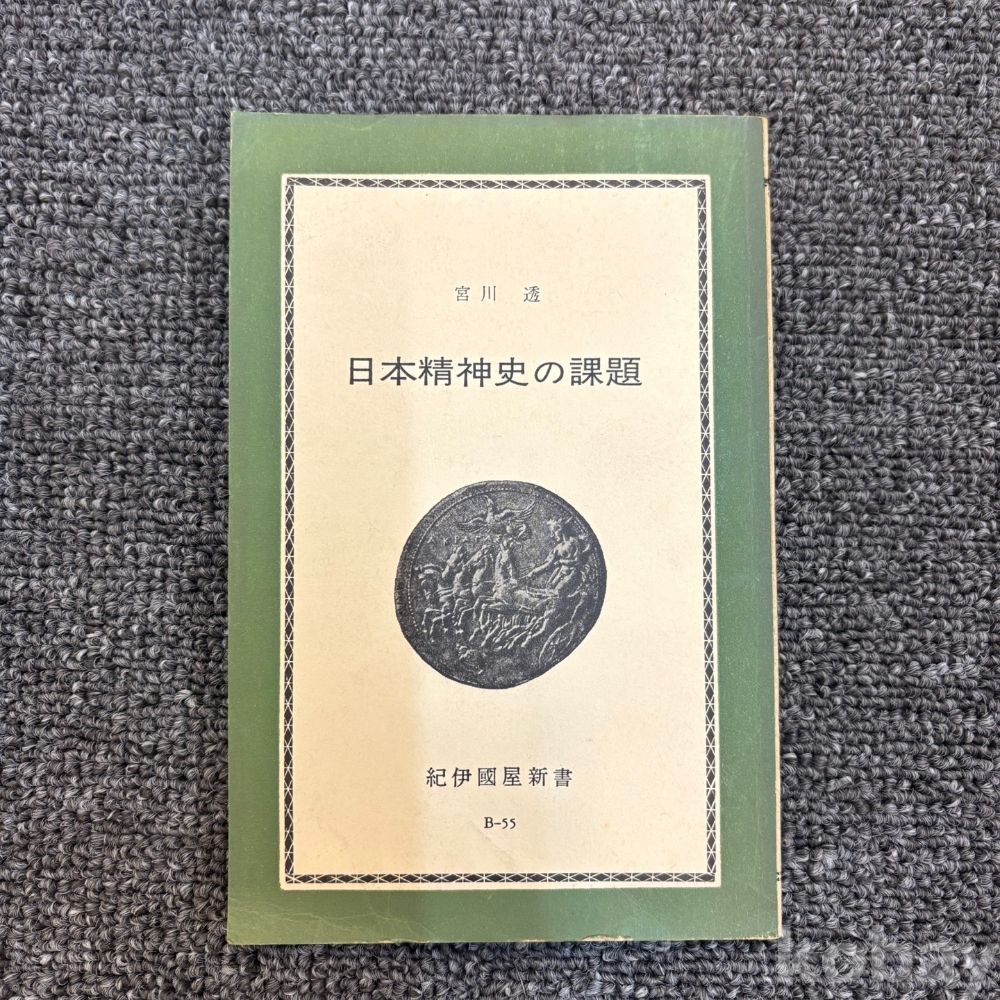 宮川 透
日本精神史の課題
紀伊國屋新書
B-55